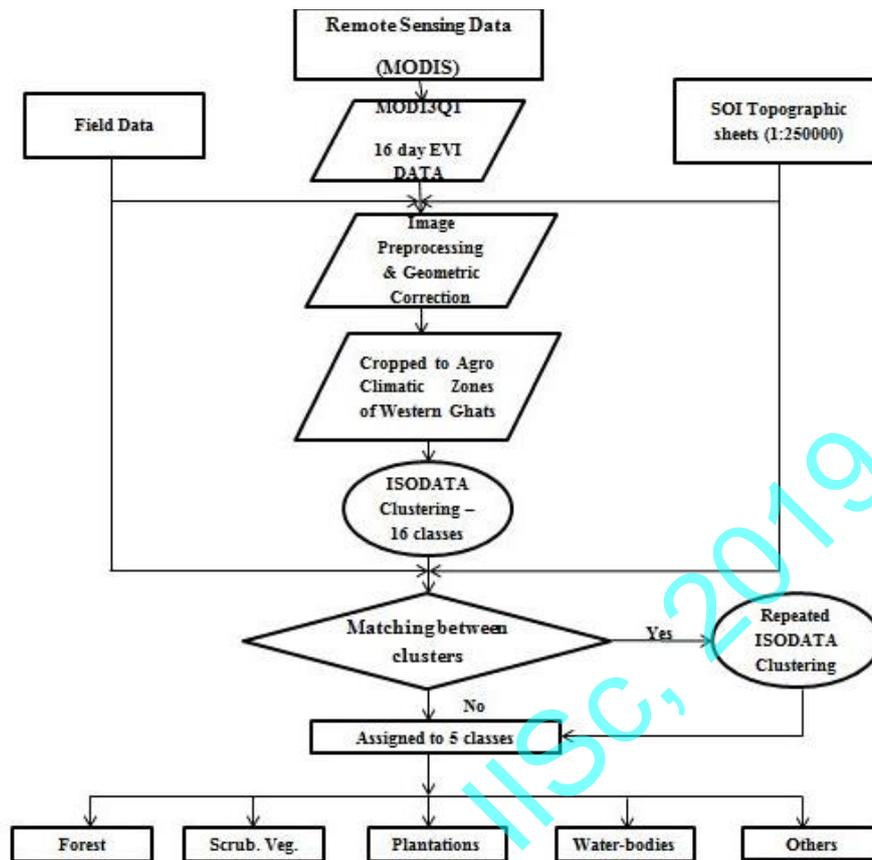 Remote Sensing Data
(MODIS)
MOD13Q1
16 day EVI
DATA
Field Data
SOI Topographic
sheets (1:250000)
Image
Preprocessing
& Geometric
Correction
Cropped to Agro
Climatic Zones
of Western Ghats
ISODATA
Clustering –
16 classes
Matching between
clusters
Yes
Repeated
ISODATA
Clustering
No
Assigned to 5 classes
Forest
Scrub. Veg.
Plantations
Water-bodies
Others
IISc, 2019